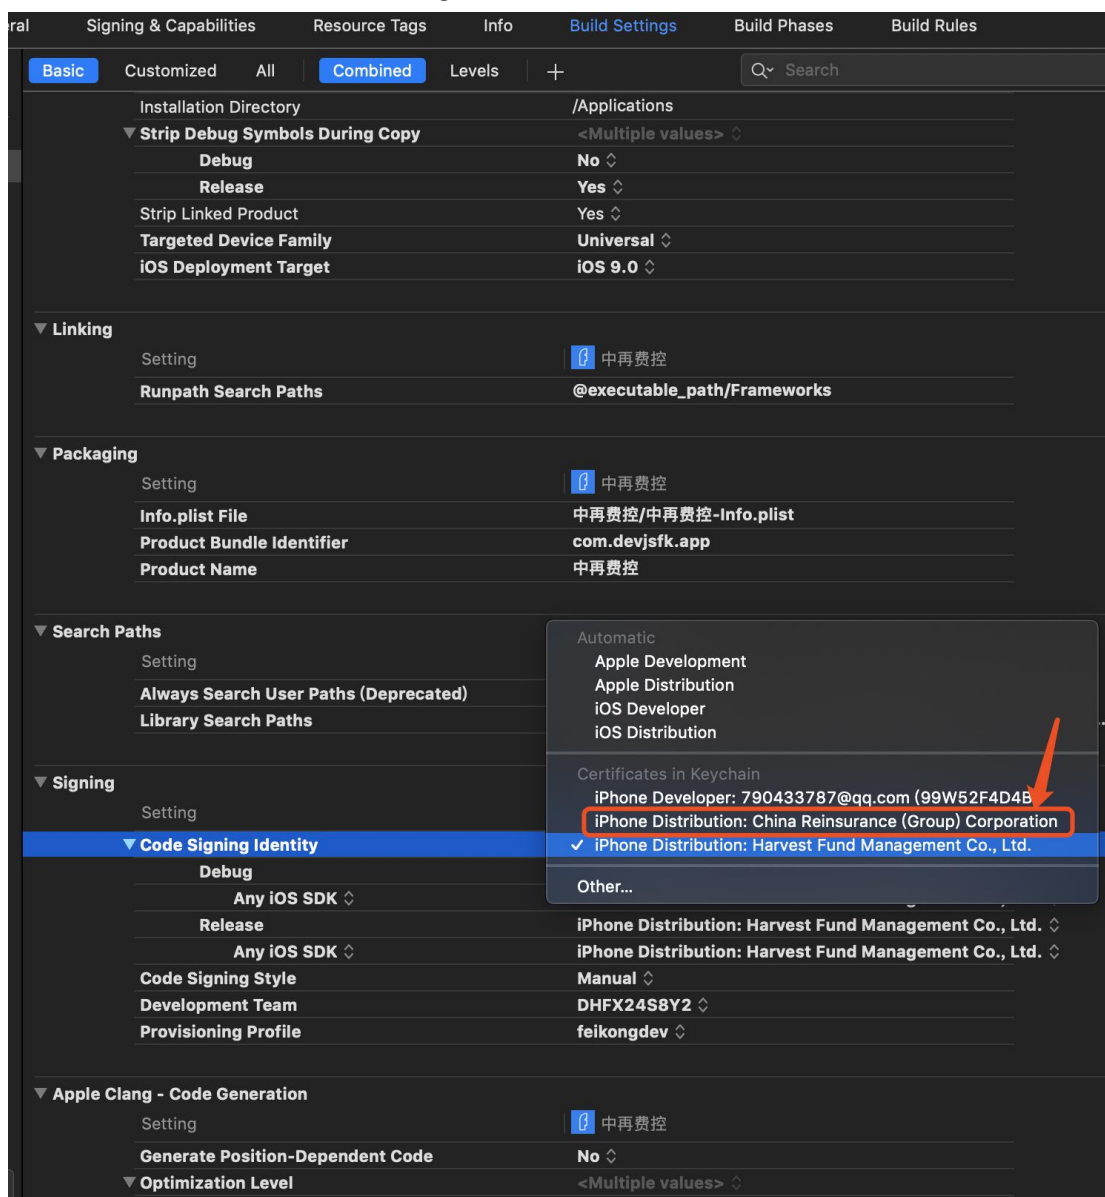 ral Signing & Capabilities Resource Tags Info Build Settings Build Phases Build Rules
Basic Customized All Combined Levels + Search
Installation Directory /Applications
Strip Debug Symbols During Copy <Multiple values>
Debug No
Release Yes
Strip Linked Product Yes
Targeted Device Family Universal
iOS Deployment Target iOS 9.0
Linking
Setting 中再费控
Runpath Search Paths @executable_path/Frameworks
Packaging
Setting 中再费控
Info.plist File 中再费控/中再费控-Info.plist
Product Bundle Identifier com.devjsfk.app
Product Name 中再费控
Search Paths
Automatic
Setting Apple Development
Apple Distribution
Always Search User Paths (Deprecated)
iOS Developer
Library Search Paths
iOS Distribution
Certificates in Keychain
Signing
iPhone Developer: 790433787@qq.com (99W52F4D4B
Setting iPhone Distribution: China Reinsurance (Group) Corporation
Code Signing Identity ✓ iPhone Distribution: Harvest Fund Management Co., Ltd.
Debug
Other...
Any iOS SDK
Release iPhone Distribution: Harvest Fund Management Co., Ltd.
Any iOS SDK iPhone Distribution: Harvest Fund Management Co., Ltd.
Code Signing Style Manual
Development Team DHFX24S8Y2
Provisioning Profile feikongdev
Apple Clang - Code Generation
Setting 中再费控
Generate Position-Dependent Code No
Optimization Level <Multiple values>